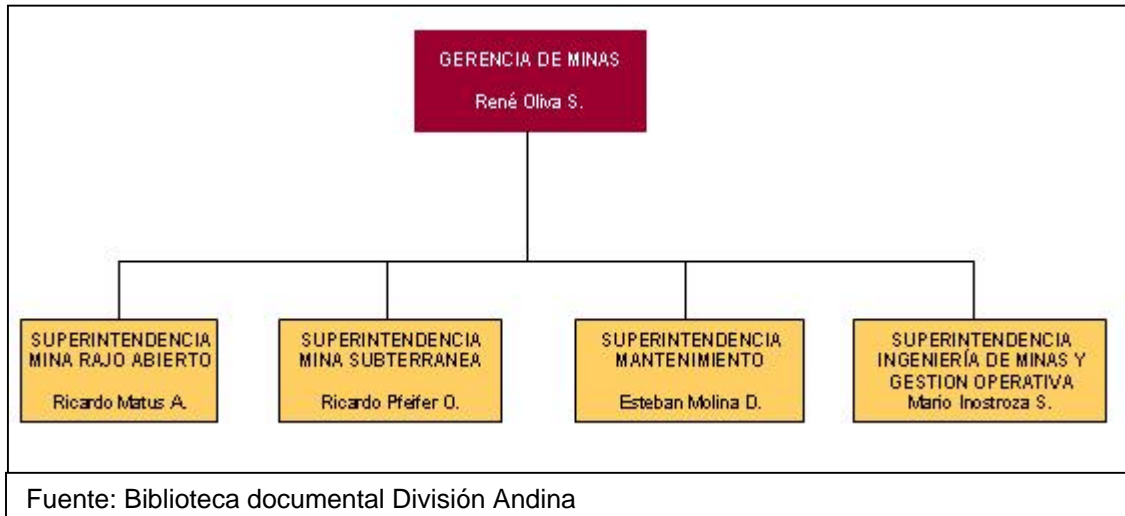 GERENCIA DE MINAS
René Oliva S.
SUPERINTENDENCIA
MINA RAJO ABIERTO
Ricardo Matus A.
SUPERINTENDENCIA
MINA SUBTERRANEA
Ricardo Pfeifer O.
SUPERINTENDENCIA
MANTENIMIENTO
Esteban Molina D.
SUPERINTENDENCIA
INGENIERÍA DE MINAS Y
GESTION OPERATIVA
Mario Inostroza S.
Fuente: Biblioteca documental División Andina